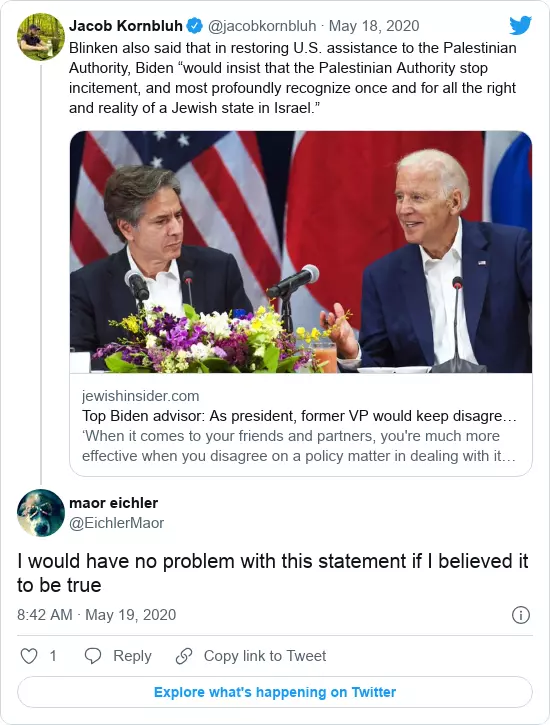 Jacob Kornbluh @jacobkornbluh · May 18, 2020
Blinken also said that in restoring U.S. assistance to the Palestinian
Authority, Biden “would insist that the Palestinian Authority stop
incitement, and most profoundly recognize once and for all the right
and reality of a Jewish state in Israel.”
jewishinsider.com
Top Biden advisor: As president, former VP would keep disagre…
‘When it comes to your friends and partners, you're much more
effective when you disagree on a policy matter in dealing with it…
maor eichler
@EichlerMaor
I would have no problem with this statement if I believed it
to be true
8:42 AM · May 19, 2020
1 Reply Copy link to Tweet
Explore what's happening on Twitter